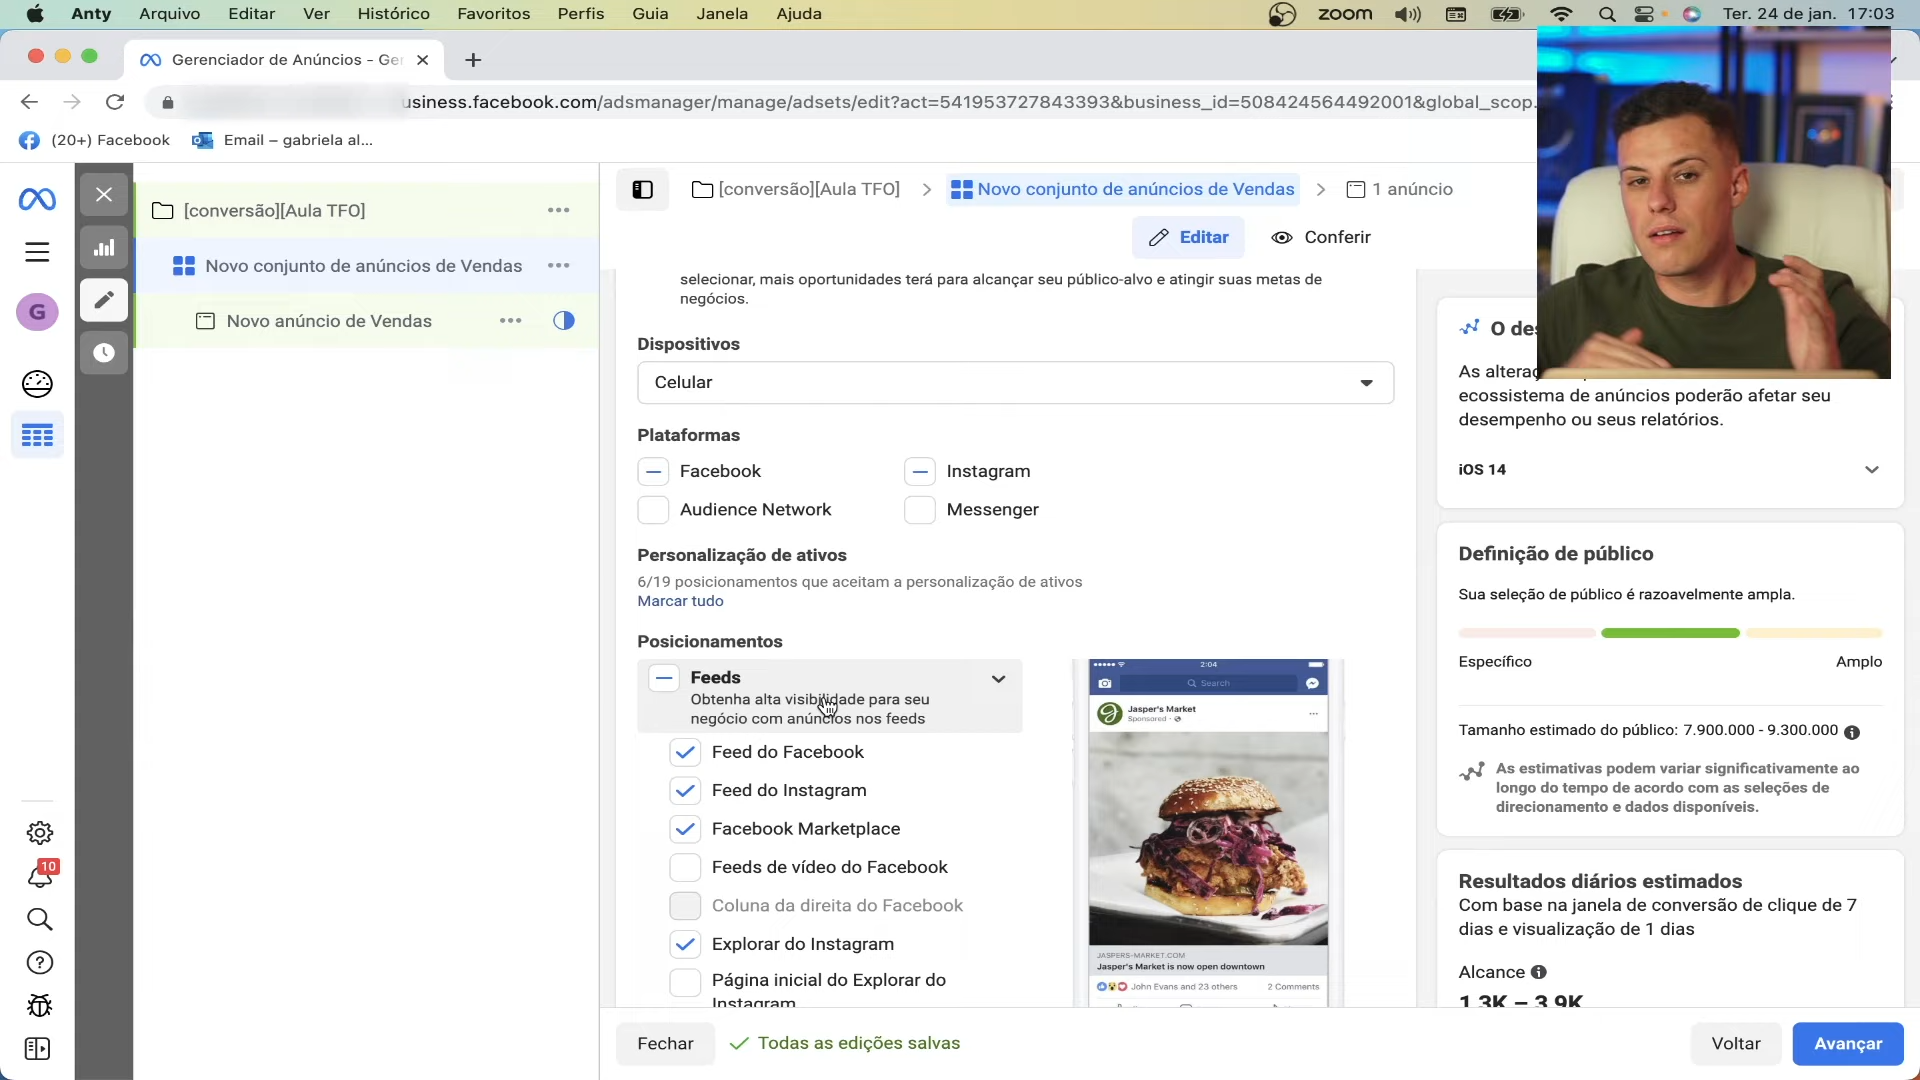 Anty Arquivo Editar Ver Histórico Favoritos Perfis Guia Janela Ajuda zoom Ter. 24 de jan. 17:03
Gerenciador de Anúncios - Ge
usiness.facebook.com/adsmanager/manage/adsets/edit?act=541953727843393&business_id=508424564492001&global_scop.
(20+) Facebook Email – gabriela al...
[conversão][Aula TFO]
Novo conjunto de anúncios de Vendas
Novo anúncio de Vendas
G
10
[conversão][Aula TFO] > Novo conjunto de anúncios de Vendas > 1 anúncio
Editar Conferir
selecionar, mais oportunidades terá para alcançar seu público-alvo e atingir suas metas de
negócios.
Dispositivos
Celular
Plataformas
Facebook Instagram
Audience Network Messenger
Personalização de ativos
6/19 posicionamentos que aceitam a personalização de ativos
Marcar tudo
Posicionamentos
Feeds
Obtenha alta visibilidade para seu
negócio com anúncios nos feeds
Feed do Facebook
Feed do Instagram
Facebook Marketplace
Feeds de vídeo do Facebook
Coluna da direita do Facebook
Explorar do Instagram
Página inicial do Explorar do
Instagram
2:04
Search
Jasper's Market
Sponsored
JASPERS-MARKET.COM
Jasper's Market is now open downtown
John Evans and 23 others 2 Comments
O des
As alteraç
ecossistema de anúncios poderão afetar seu
desempenho ou seus relatórios.
iOS 14
Definição de público
Sua seleção de público é razoavelmente ampla.
Específico Amplo
Tamanho estimado do público: 7.900.000 - 9.300.000
As estimativas podem variar significativamente ao
longo do tempo de acordo com as seleções de
direcionamento e dados disponíveis.
Resultados diários estimados
Com base na janela de conversão de clique de 7
dias e visualização de 1 dias
Alcance
1,3K – 3,9K
Fechar Todas as edições salvas Voltar Avançar